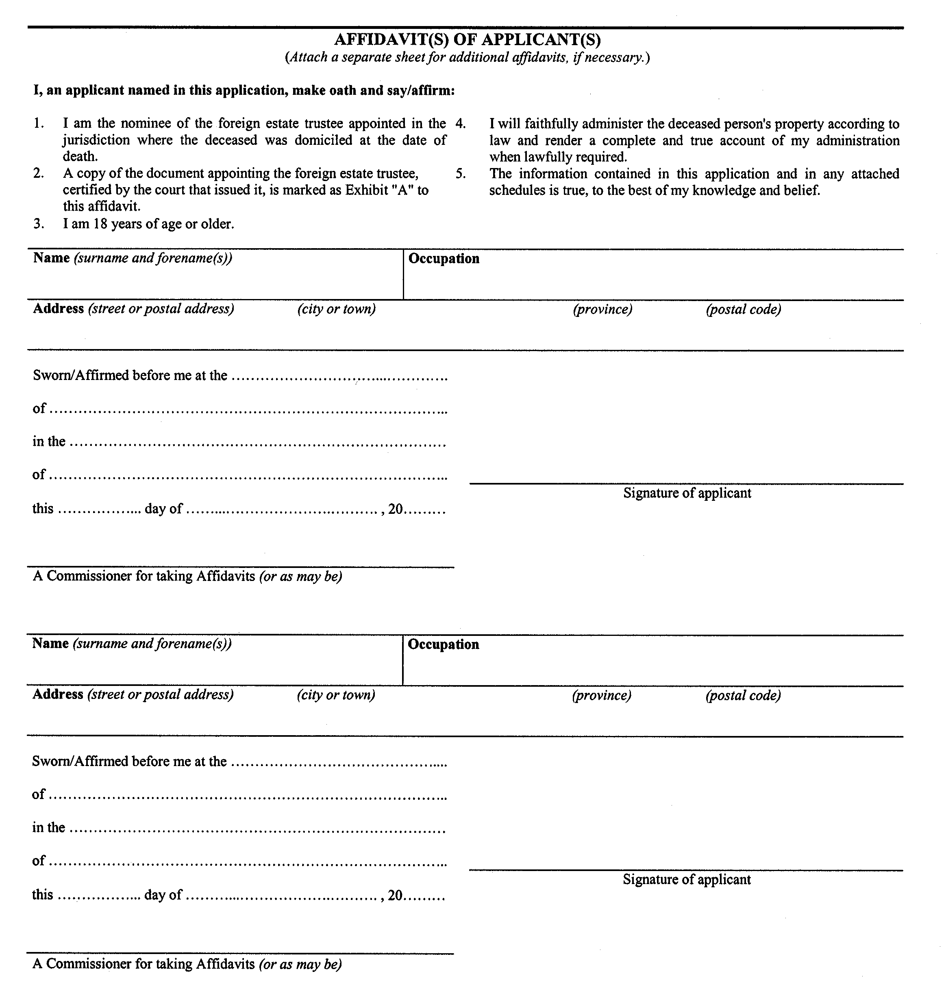 AFFIDAVIT(S) OF APPLICANT(S)
(Attach a separate sheet for additional affidavits, if necessary.)
I, an applicant named in this application, make oath and say/affirm:
1. I am the nominee of the foreign estate trustee appointed in the
jurisdiction where the deceased was domiciled at the date of
death.
2. A copy of the document appointing the foreign estate trustee,
certified by the court that issued it, is marked as Exhibit "A" to
this affidavit.
3. I am 18 years of age or older.
4. I will faithfully administer the deceased person's property according to
law and render a complete and true account of my administration
when lawfully required.
5. The information contained in this application and in any attached
schedules is true, to the best of my knowledge and belief.
Name (surname and forename(s)) Occupation
Address (street or postal address) (city or town) (province) (postal code)
Sworn/Affirmed before me at the ............................................
of ................................................................................
in the ............................................................................
of ................................................................................
Signature of applicant
this ................. day of ....................................... , 20.........
A Commissioner for taking Affidavits (or as may be)
Name (surname and forename(s)) Occupation
Address (street or postal address) (city or town) (province) (postal code)
Sworn/Affirmed before me at the ............................................
of ................................................................................
in the ............................................................................
of ................................................................................
Signature of applicant
this ................. day of ....................................... , 20.........
A Commissioner for taking Affidavits (or as may be)